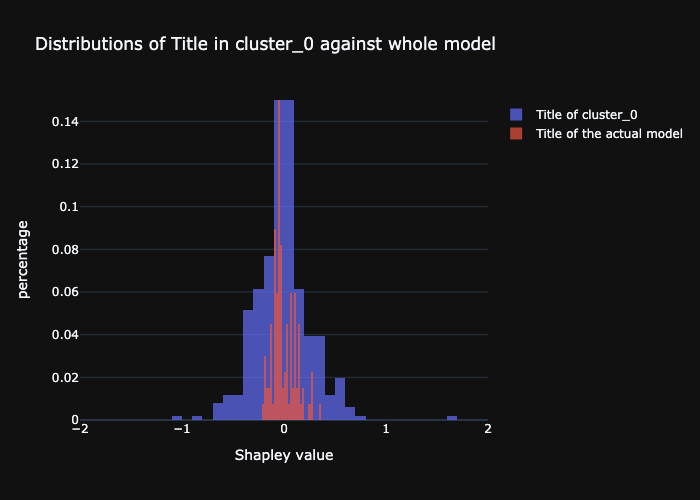 Distributions of Title in cluster_0 against whole model
Title of cluster_0
Title of the actual model
percentage
0.14
0.12
0.1
0.08
0.06
0.04
0.02
0
−2
−1
0
1
2
Shapley value